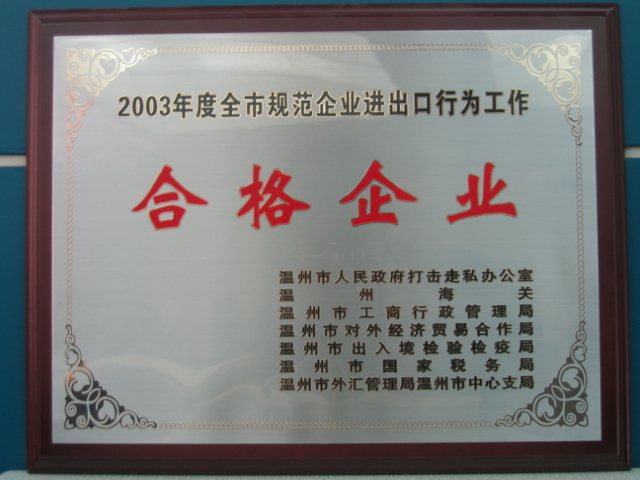 2003年度全市规范企业进出口行为工作
合格企业
温州市人民政府打击走私办公室
温州海关
温州市工商行政管理局
温州市对外经济贸易合作局
温州市出入境检验检疫局
温州市国家税务局
温州市外汇管理局温州市中心支局